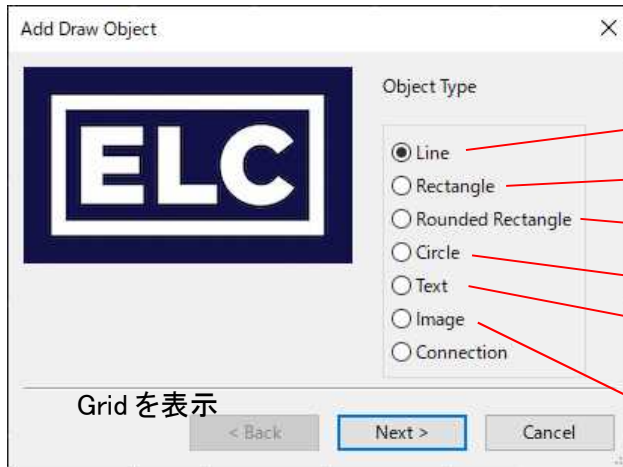 Add Draw Object
ELC
Object Type
Line
Rectangle
Rounded Rectangle
Circle
Text
Image
Connection
Grid を表示
< Back
Next >
Cancel